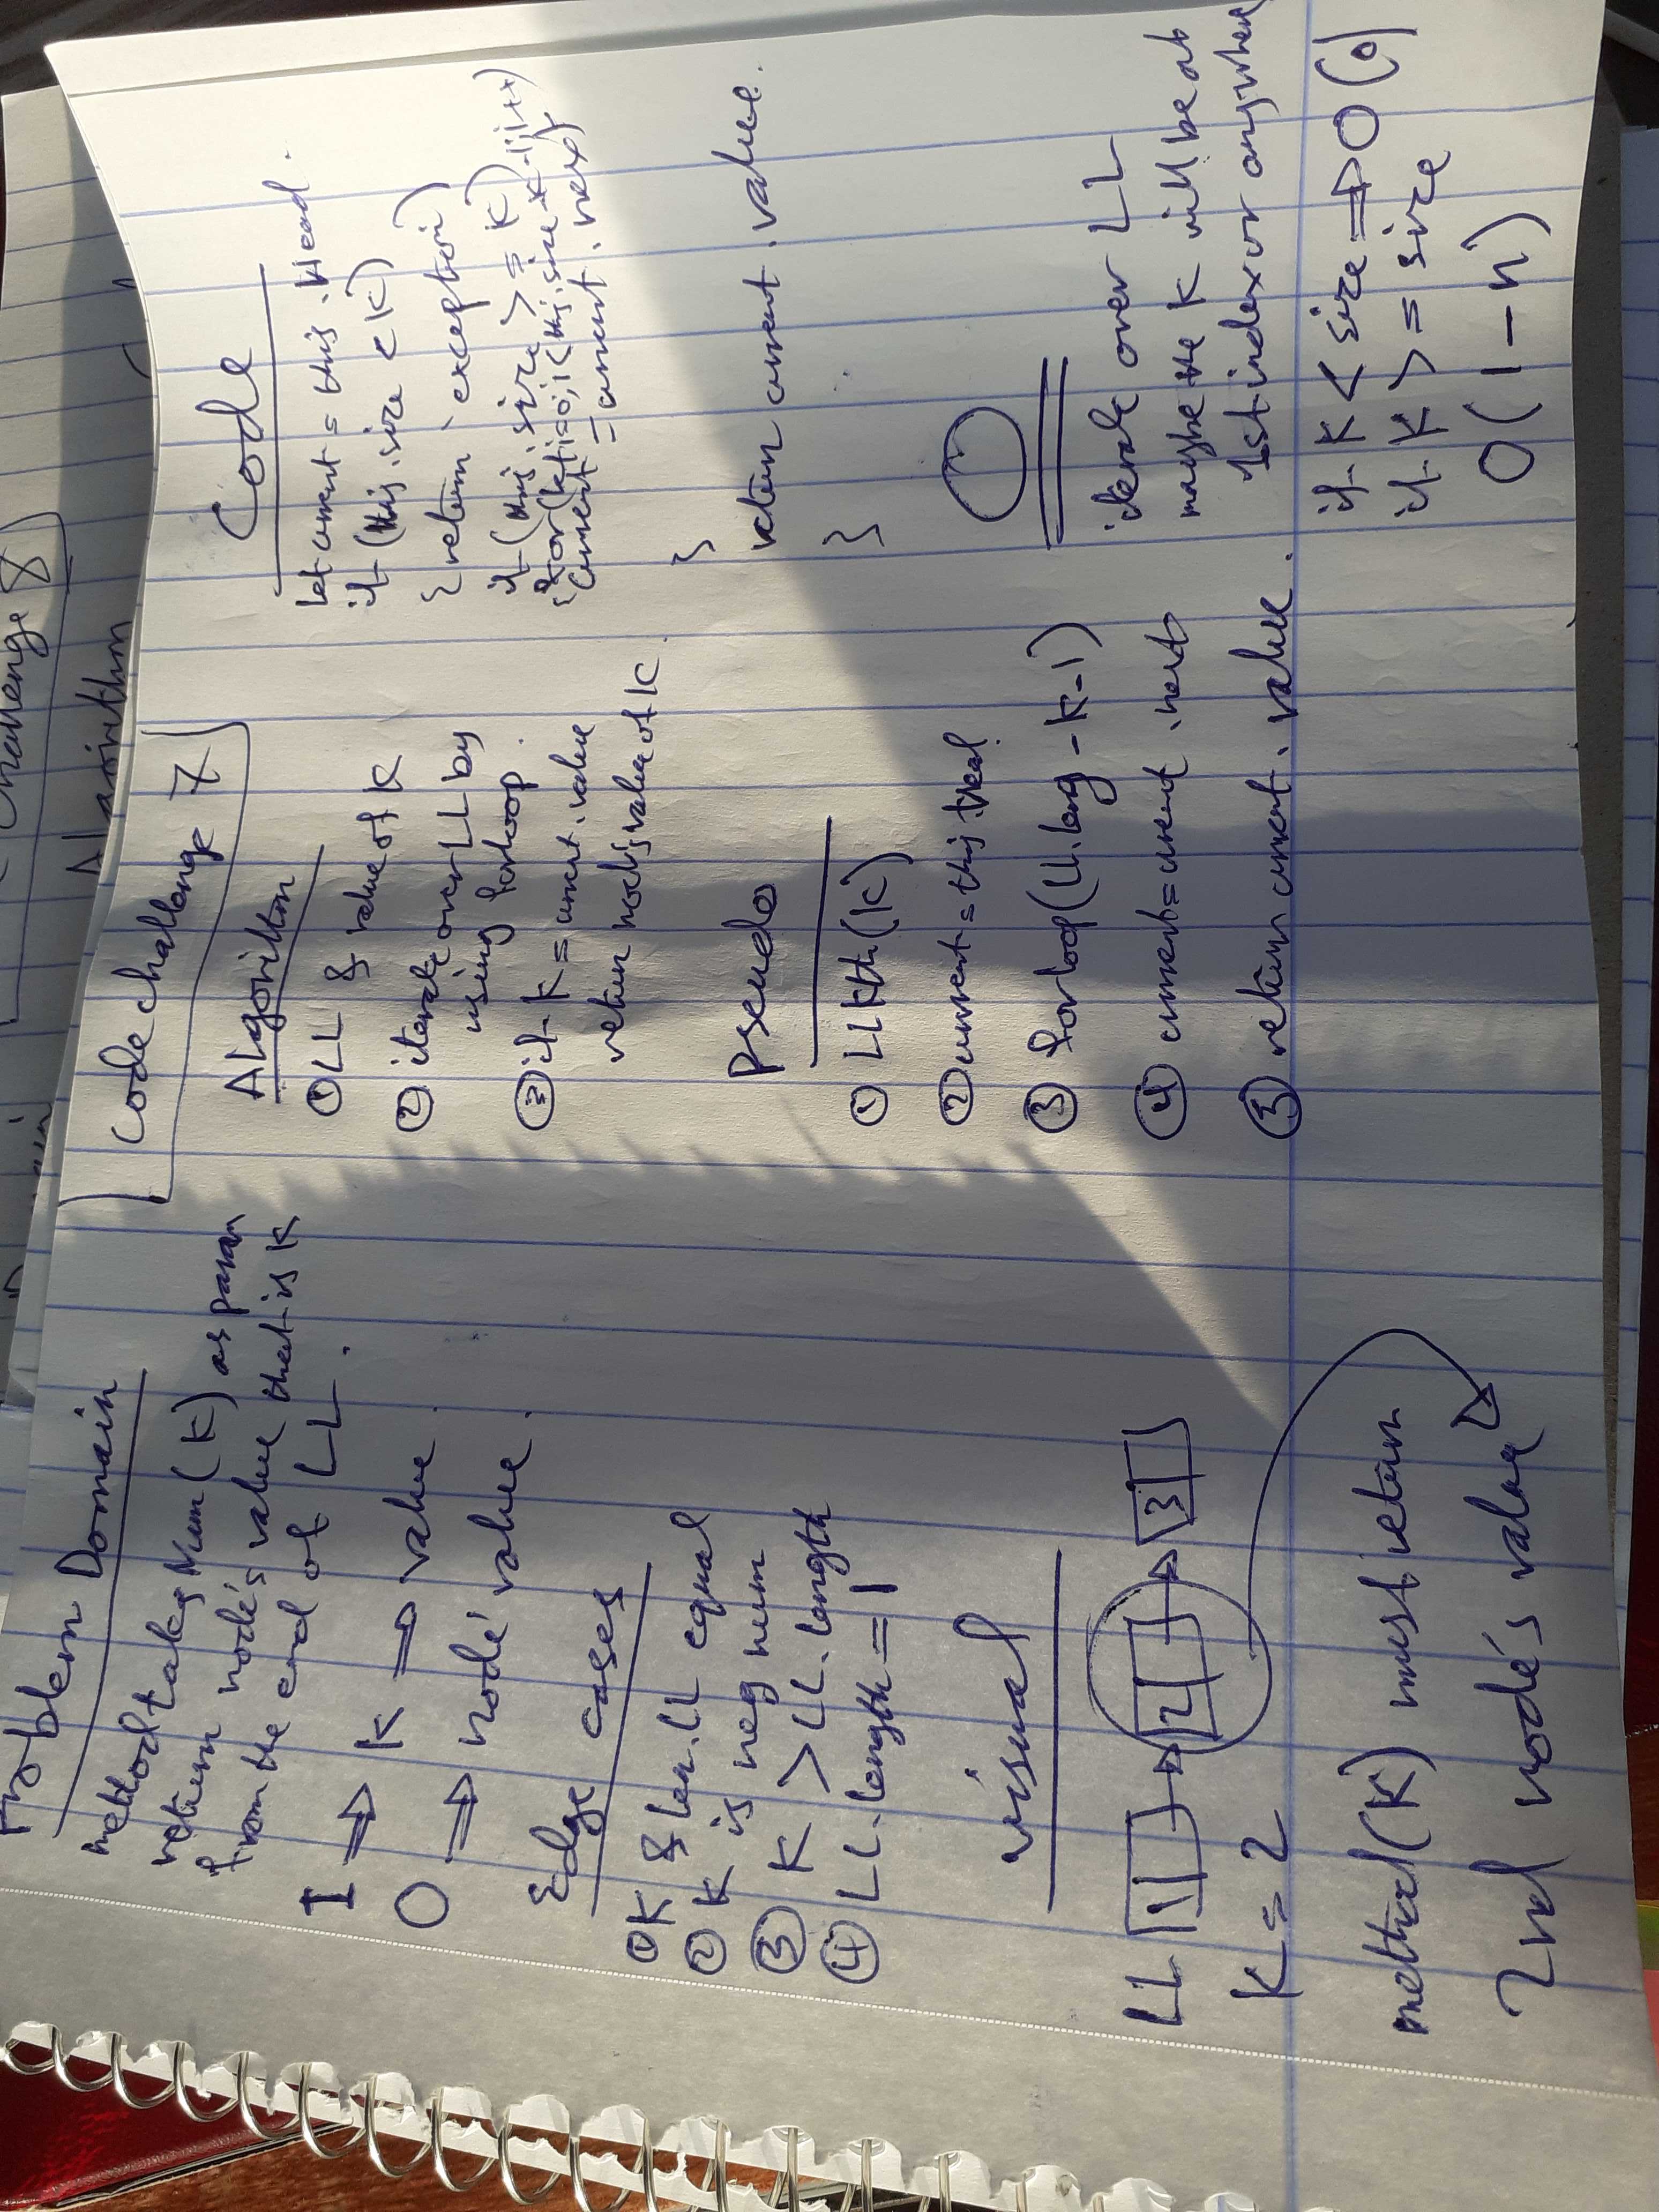 Code challenge 7
Problem Domain
method takes Num (K) as param
return node's value that is K
from the end of LL.
I ⇒ K ⇒ value
O ⇒ node' value.
Edge cases
① K & len.LL equal
② K is neg num
③ K > LL.length
④ LL.length = 1
visual
LL [1] → [2] → [3]
K = 2
method(K) must return
2nd node's value
Algorithm
① LL & value of K
② iterate over LL by
using forloop.
③ if K = current.value
return node's value of K.
Pseudo
① LLKth(K)
② current = this.Head.
③ forloop(LL.leng - K-1)
④ current=current.next
⑤ return current.value.
Code
let current = this.Head.
if (this.size < K)
{ return 'exception'}
if (this.size >= K)
{ for(let i=0; i<this.size-K-1; i++)
current = current.next}
}
return current.value.
}
O
iterate over LL
maybe the K will be at
1st index or anywhere
if K < size ⇒ O(
if K >= size
O(1-n)
Challenge 8
Algorithm